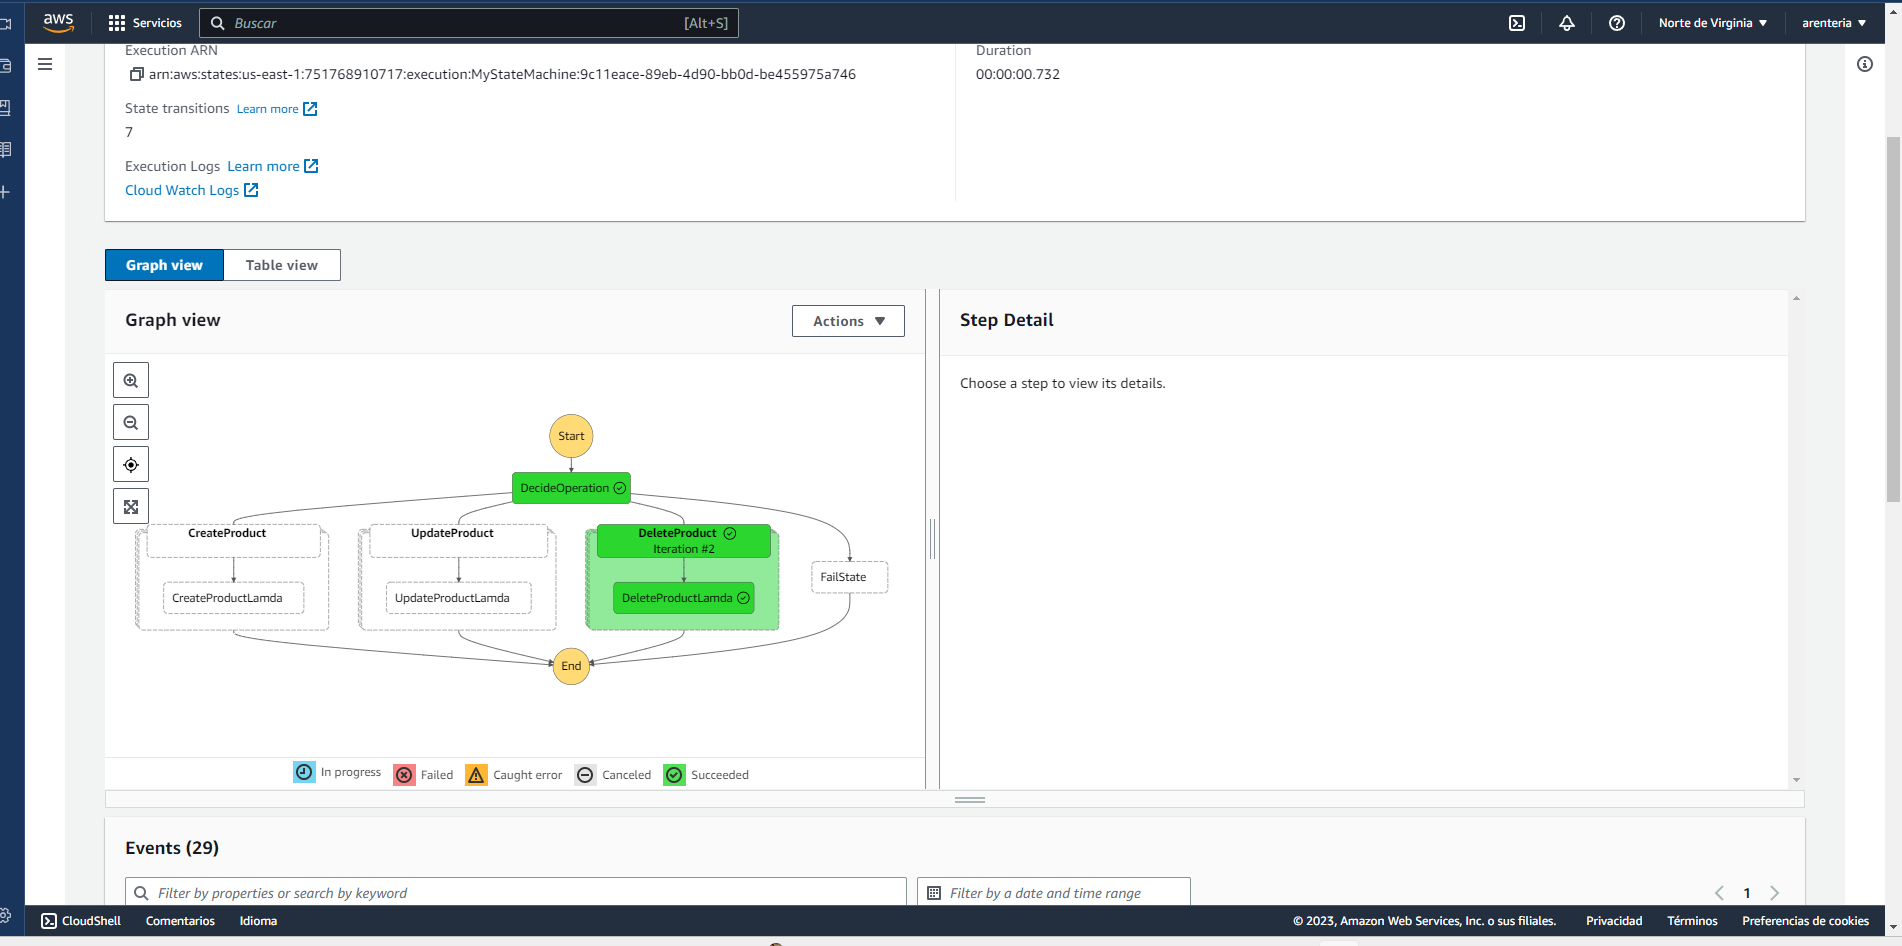 aws
Servicios
Buscar
[Alt+S]
Norte de Virginia
arenteria
Execution ARN
arn:aws:states:us-east-1:751768910717:execution:MyStateMachine:9c11eace-89eb-4d90-bb0d-be455975a746
Duration
00:00:00.732
State transitions Learn more
7
Execution Logs Learn more
Cloud Watch Logs
Graph view
Table view
Graph view
Actions
Step Detail
Choose a step to view its details.
Start
DecideOperation
CreateProduct
CreateProductLamda
UpdateProduct
UpdateProductLamda
DeleteProduct
Iteration #2
DeleteProductLamda
FailState
End
In progress
Failed
Caught error
Canceled
Succeeded
Events (29)
Filter by properties or search by keyword
Filter by a date and time range
1
CloudShell
Comentarios
Idioma
© 2023, Amazon Web Services, Inc. o sus filiales.
Privacidad
Términos
Preferencias de cookies